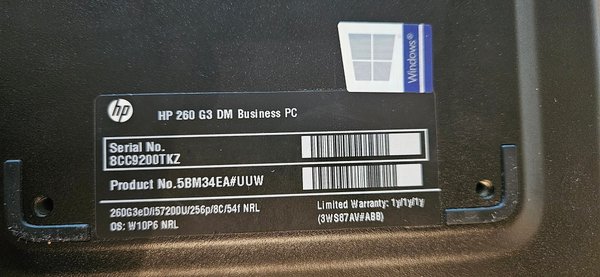 Windows®
hp
HP 260 G3 DM Business PC
Serial No.
8CC9200TKZ
Product No.5BM34EA#UUW
260G3eD/i57200U/256p/8C/54f NRL
OS: W10P6 NRL
Limited Warranty: 1y/1y/1y
(3WS87AV#ABB)